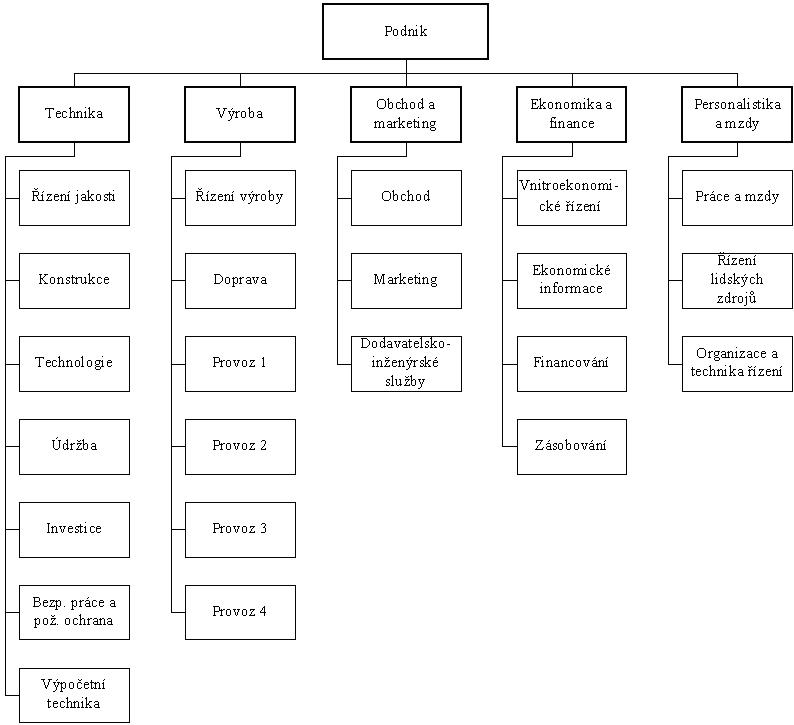 Podnik
Technika
Výroba
Obchod a
marketing
Ekonomika a
finance
Personalistika
a mzdy
Řízení jakosti
Konstrukce
Technologie
Údržba
Investice
Bezp. práce a
pož. ochrana
Výpočetní
technika
Řízení výroby
Doprava
Provoz 1
Provoz 2
Provoz 3
Provoz 4
Obchod
Marketing
Dodavatelsko-
inženýrské
služby
Vnitroekonomi-
cké řízení
Ekonomické
informace
Financování
Zásobování
Práce a mzdy
Řízení
lidských
zdrojů
Organizace a
technika řízení